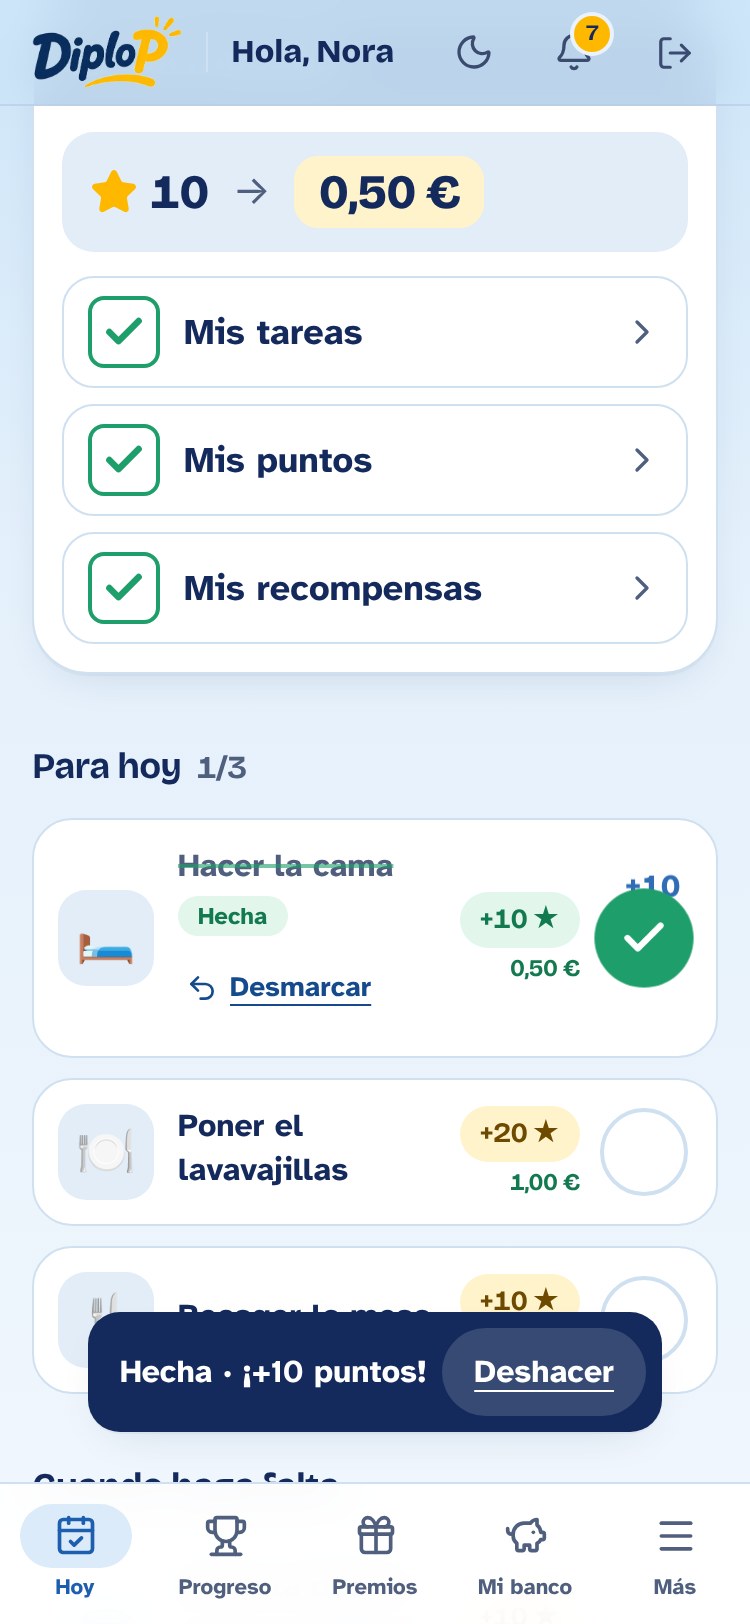 DiploP
Hola, Nora
7
10 → 0,50 €
Mis tareas
Mis puntos
Mis recompensas
Para hoy 1/3
Hacer la cama
Hecha
Desmarcar
+10 ★
0,50 €
+10
Poner el
lavavajillas
+20 ★
1,00 €
+10 ★
Hecha · ¡+10 puntos!
Deshacer
Hoy
Progreso
Premios
Mi banco
Más